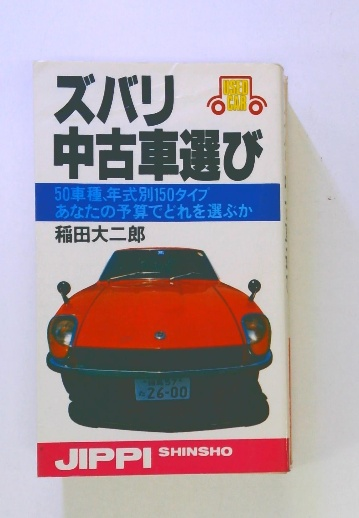 ズバリ
USED
CAR
中古車選び
50車種、年式別150タイプ
あなたの予算でどれを選ぶか
稲田大二郎
26-00
JIPPI SHINSHO